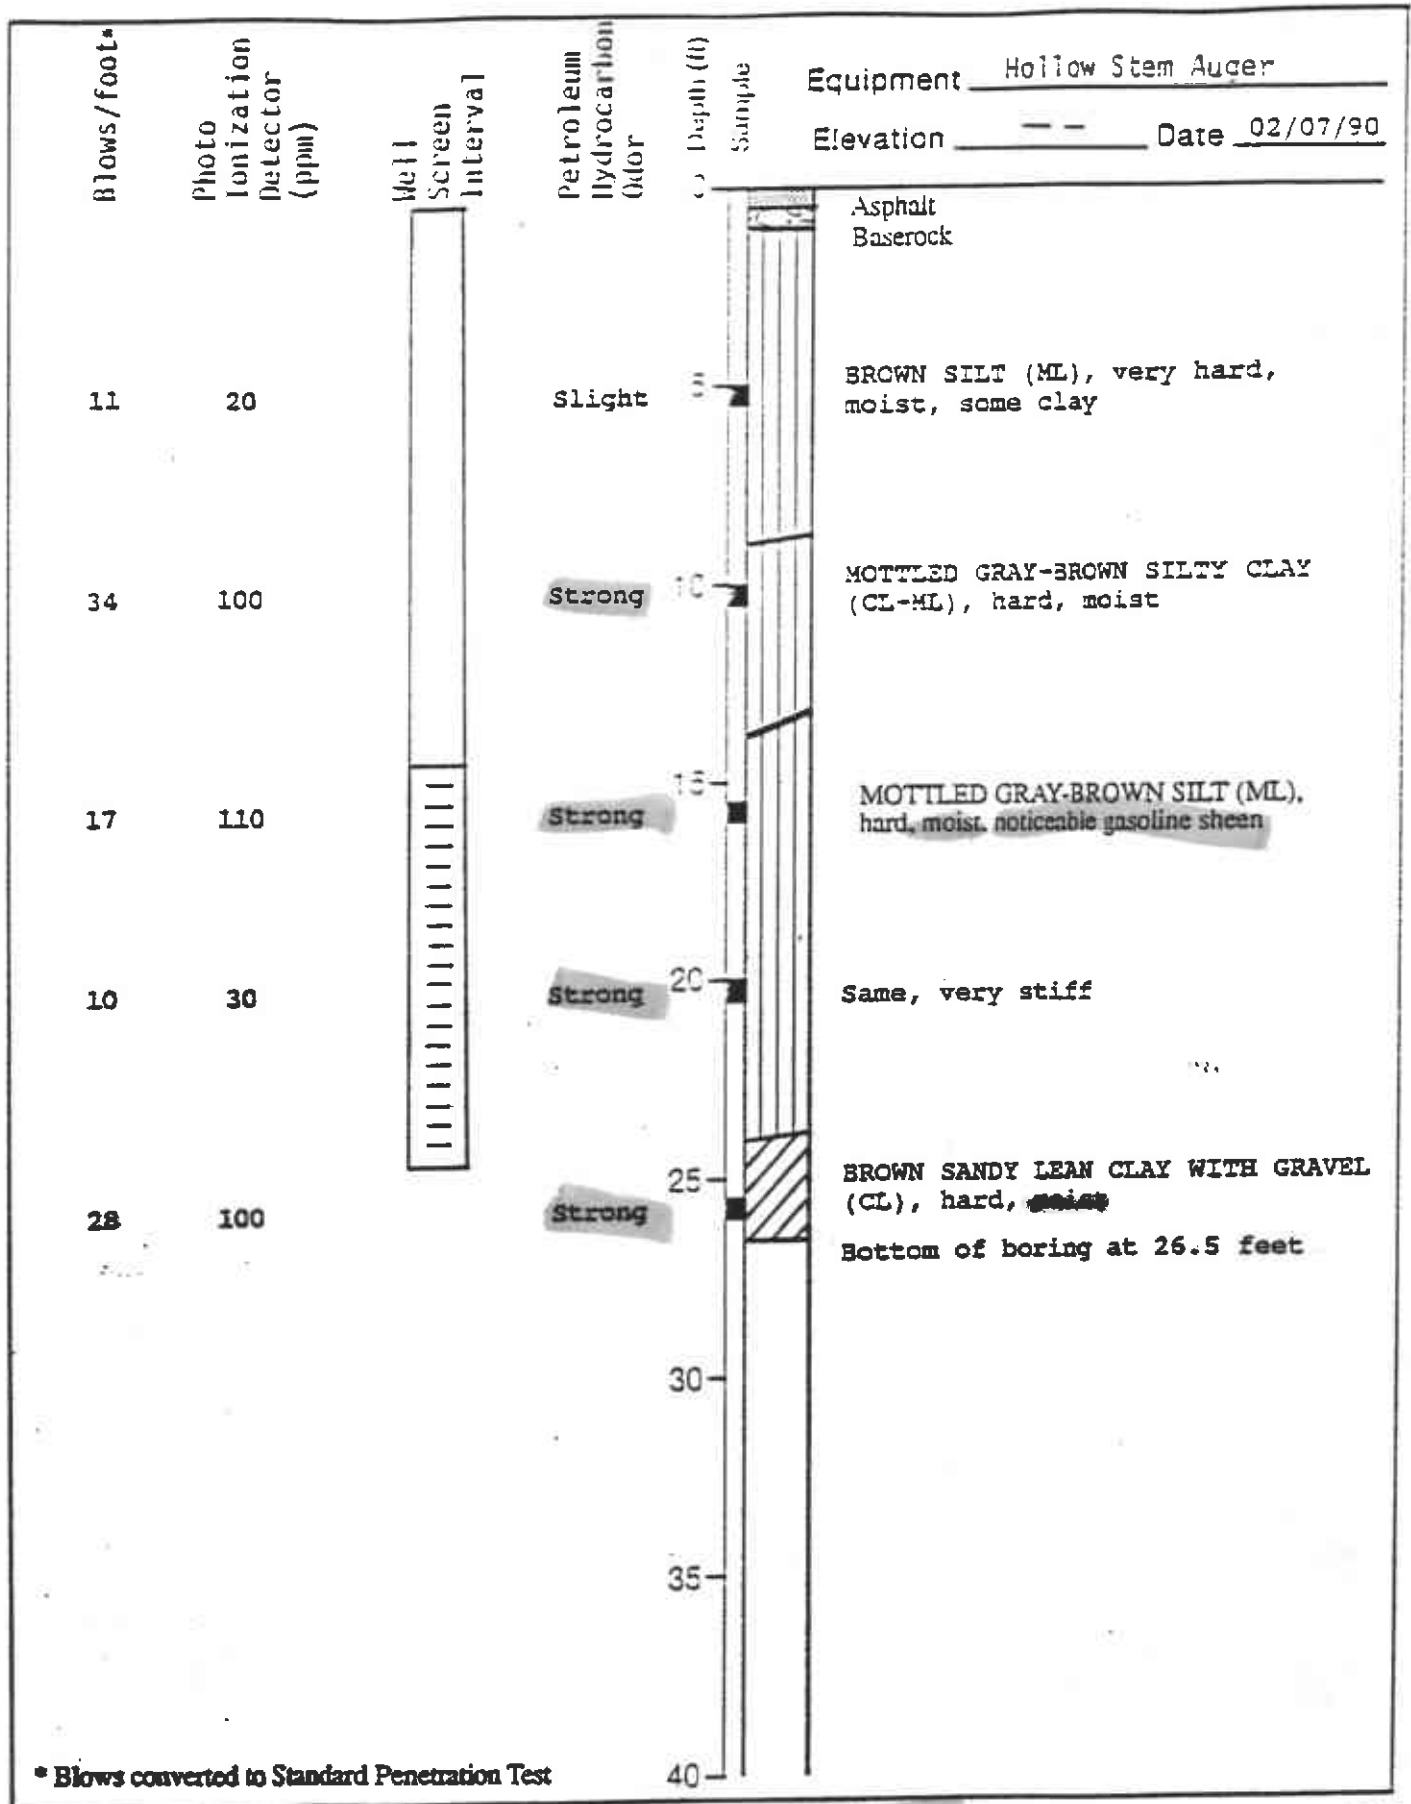 Blows/foot*
Photo
Ionization
Detector
(ppm)
Well
Screen
Interval
Petroleum
Hydrocarbon
Odor
Depth (ft)
Sample
Equipment Hollow Stem Auger
Elevation -- Date 02/07/90
0
Asphalt
Baserock
11 20 Slight 5
BROWN SILT (ML), very hard,
moist, some clay
34 100 Strong 10
MOTTLED GRAY-BROWN SILTY CLAY
(CL-ML), hard, moist
17 110 Strong 15
MOTTLED GRAY-BROWN SILT (ML),
hard, moist, noticeable gasoline sheen
10 30 Strong 20 Same, very stiff
28 100 Strong 25
BROWN SANDY LEAN CLAY WITH GRAVEL
(CL), hard,
Bottom of boring at 26.5 feet
30
35
40
* Blows converted to Standard Penetration Test